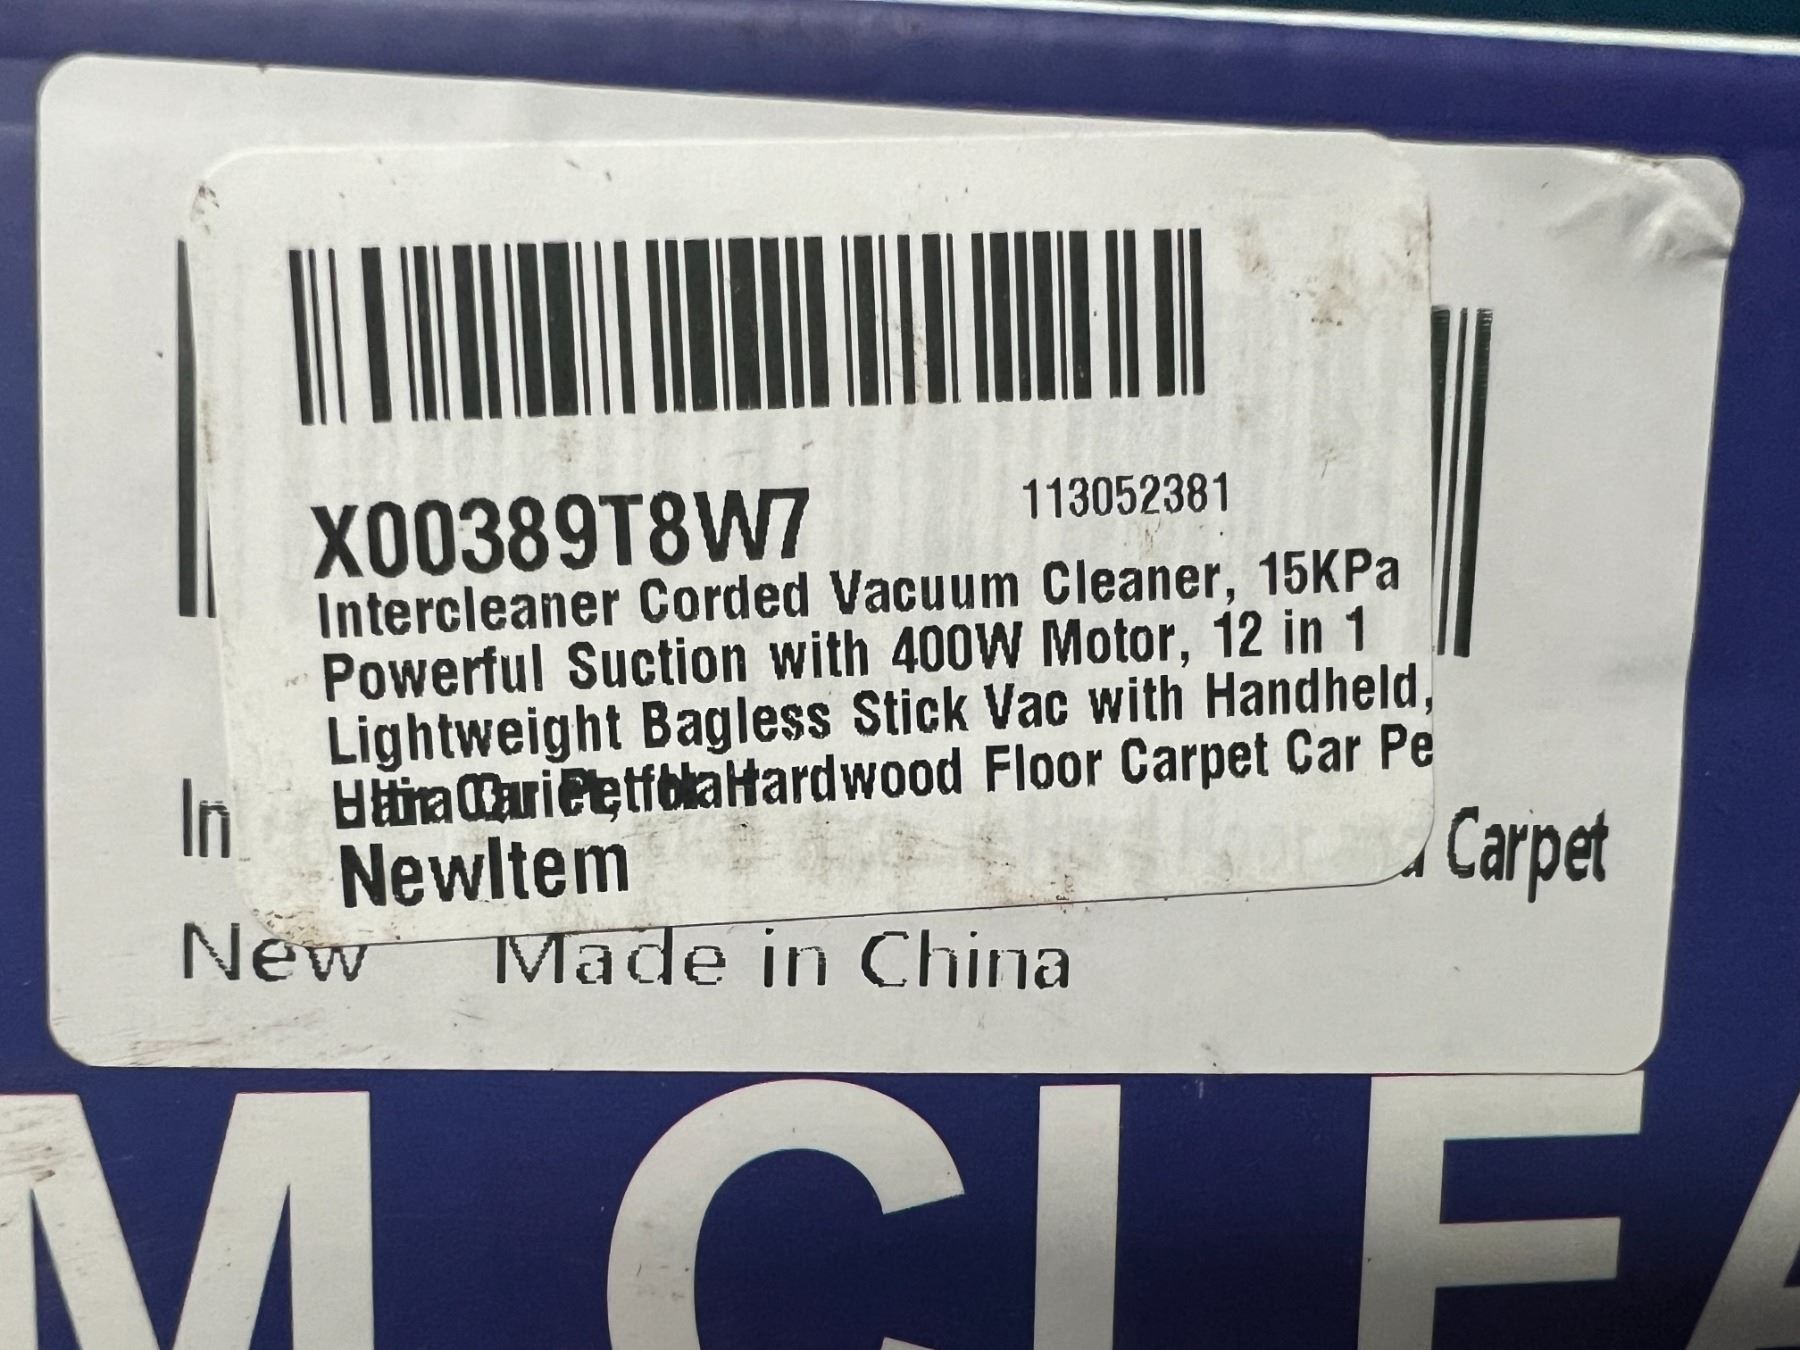 X00389T8W7 113052381
Intercleaner Corded Vacuum Cleaner, 15KPa
Powerful Suction with 400W Motor, 12 in 1
Lightweight Bagless Stick Vac with Handheld,
Hardwood Floor Carpet Car Pe
NewItem
In Carpet
New Made in China
M CLEA